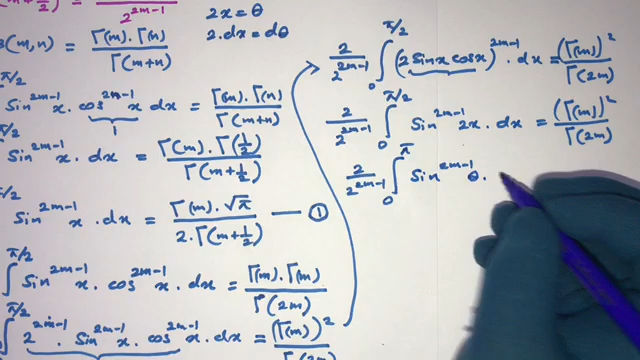 (m+½) / 2^{2m-1}
2x = θ
2.dx = dθ
B(m,n) = Γ(m).Γ(n) / Γ(m+n)
π/2 Sin^{2m-1} x . cos^{2n-1} x dx = Γ(m).Γ(n) / Γ(m+n)
1
π/2 Sin^{2m-1} x . dx = Γ(m).Γ(½) / Γ(m+½)
π/2 Sin^{2m-1} x . dx = Γ(m).√π / 2.Γ(m+½) — ①
∫ π/2 Sin^{2m-1} x . cos^{2m-1} x . dx = Γ(m).Γ(m) / Γ(2m)
∫ π/2 2^{2m-1} . Sin^{2m-1} x . cos^{2m-1} x . dx = (Γ(m))^2 / Γ(2m)
2/2^{2m-1} ∫_0^{π/2} (2 Sinx cosx)^{2m-1} . dx = (Γ(m))^2 / Γ(2m)
2/2^{2m-1} ∫_0^{π/2} Sin^{2m-1} 2x . dx = (Γ(m))^2 / Γ(2m)
2/2^{2m-1} ∫_0^{π} Sin^{2m-1} θ .